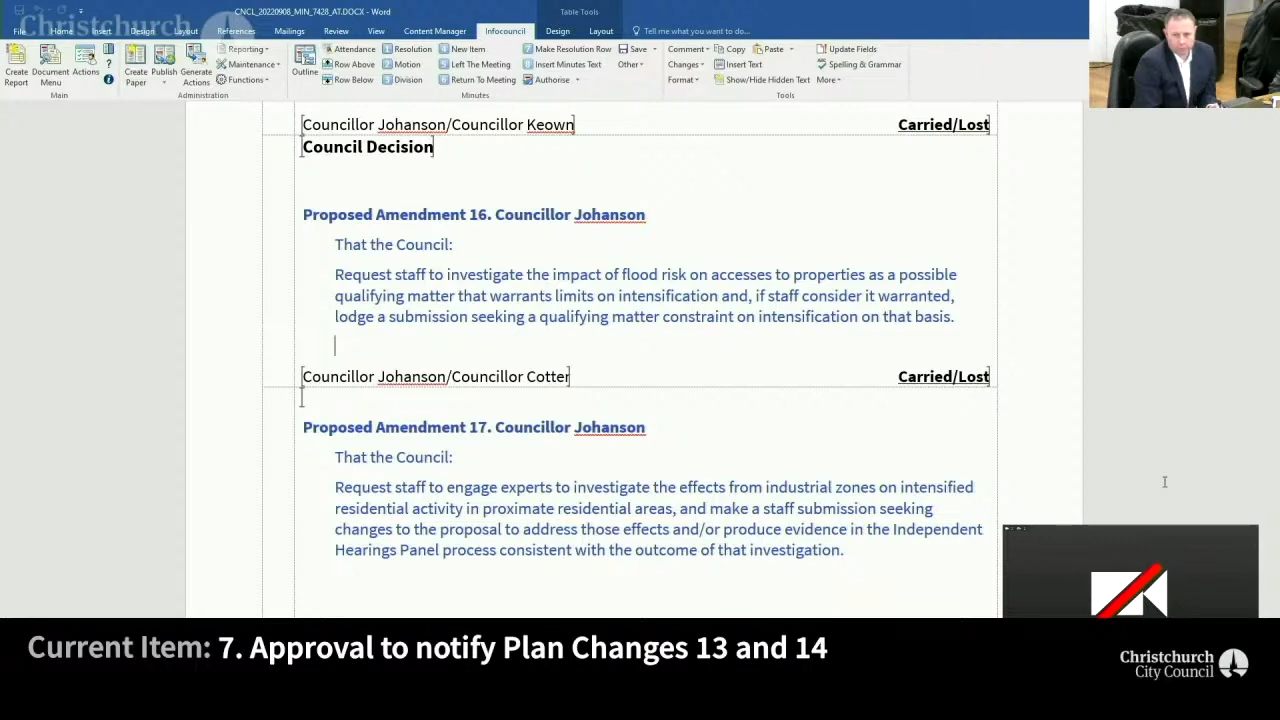 CNCL_20220908_MIN_7428_AT.DOCX - Word
Table Tools
Christchurch
File Home Insert Design Layout References Mailings Review View Content Manager Infocouncil Design Layout Tell me what you want to do...
Create Report
Document Menu
Actions
Main
Create Paper
Publish
Generate Actions
Reporting
Maintenance
Functions
Administration
Outline
Attendance
Row Above
Row Below
Resolution
Motion
Division
New Item
Left The Meeting
Return To Meeting
Make Resolution Row
Insert Minutes Text
Authorise
Save
Other
Minutes
Comment
Changes
Format
Copy
Paste
Insert Text
Show/Hide Hidden Text
Update Fields
Spelling & Grammar
More
Tools
Councillor Johanson/Councillor Keown Carried/Lost
Council Decision
Proposed Amendment 16. Councillor Johanson
That the Council:
Request staff to investigate the impact of flood risk on accesses to properties as a possible
qualifying matter that warrants limits on intensification and, if staff consider it warranted,
lodge a submission seeking a qualifying matter constraint on intensification on that basis.
Councillor Johanson/Councillor Cotter Carried/Lost
Proposed Amendment 17. Councillor Johanson
That the Council:
Request staff to engage experts to investigate the effects from industrial zones on intensified
residential activity in proximate residential areas, and make a staff submission seeking
changes to the proposal to address those effects and/or produce evidence in the Independent
Hearings Panel process consistent with the outcome of that investigation.
Current Item: 7. Approval to notify Plan Changes 13 and 14
Christchurch
City Council